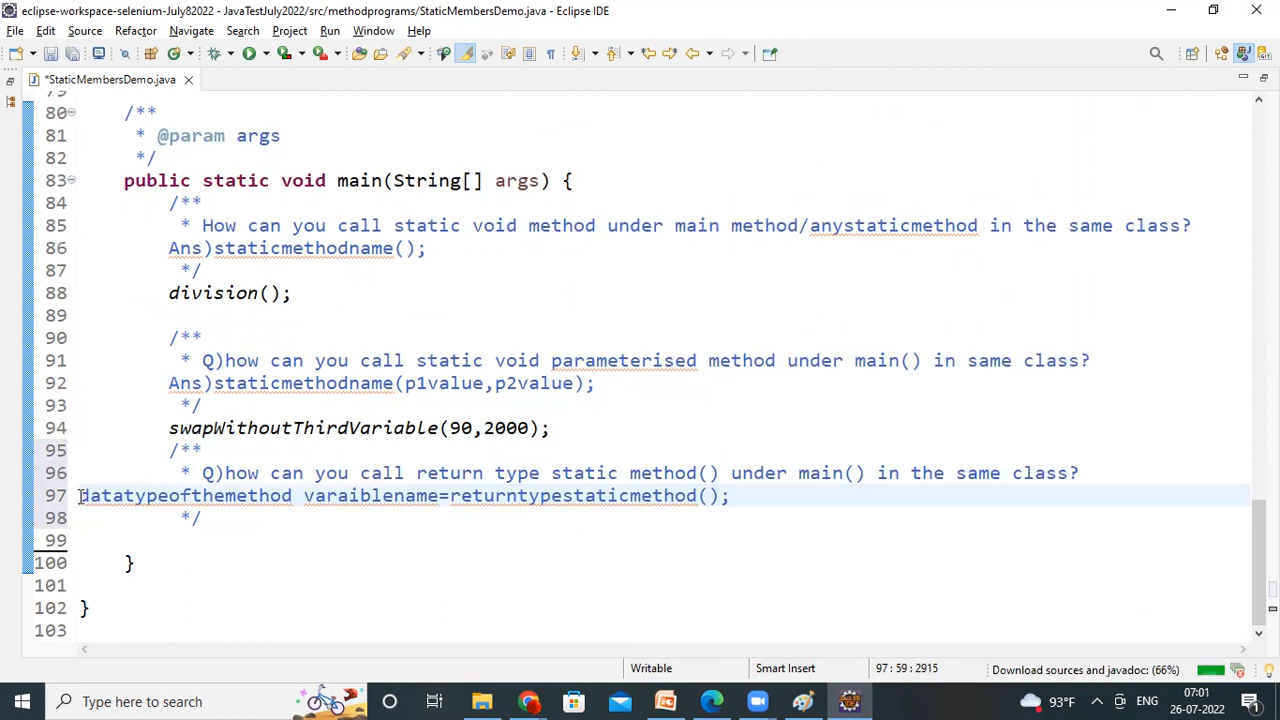 eclipse-workspace-selenium-July82022 - JavaTestJuly2022/src/methodprograms/StaticMembersDemo.java - Eclipse IDE
File Edit Source Refactor Navigate Search Project Run Window Help
*StaticMembersDemo.java
79
80 /**
81 * @param args
82 */
83 public static void main(String[] args) {
84 /**
85 * How can you call static void method under main method/anystaticmethod in the same class?
86 Ans)staticmethodname();
87 */
88 division();
89
90 /**
91 * Q)how can you call static void parameterised method under main() in same class?
92 Ans)staticmethodname(p1value,p2value);
93 */
94 swapWithoutThirdVariable(90,2000);
95 /**
96 * Q)how can you call return type static method() under main() in the same class?
97 datatypeofthemethod varaiblename=returntypestaticmethod();
98 */
99
100 }
101
102 }
103
Writable Smart Insert 97 : 59 : 2915 Download sources and javadoc: (66%)
Type here to search 93°F ENG 07:01
26-07-2022 1